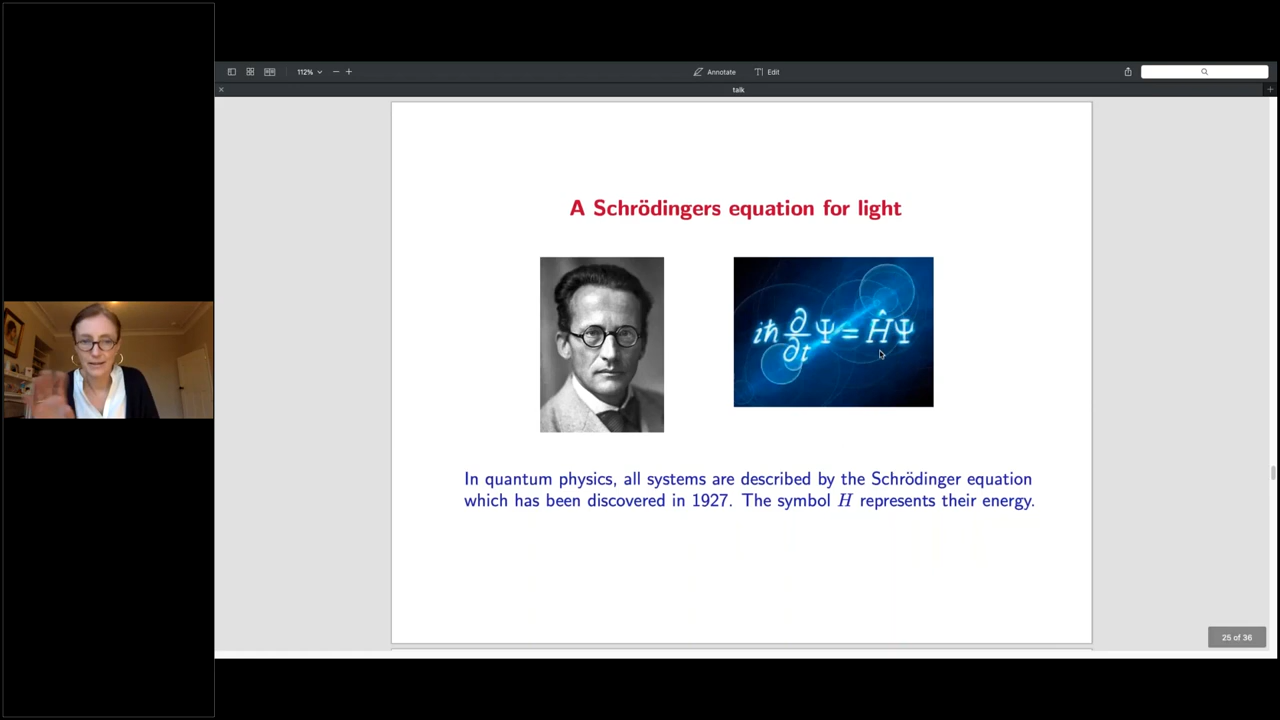 112%
Annotate
Edit
talk
A Schrödingers equation for light
iħ ∂/∂t Ψ = ĤΨ
In quantum physics, all systems are described by the Schrödinger equation
which has been discovered in 1927. The symbol H represents their energy.
25 of 36